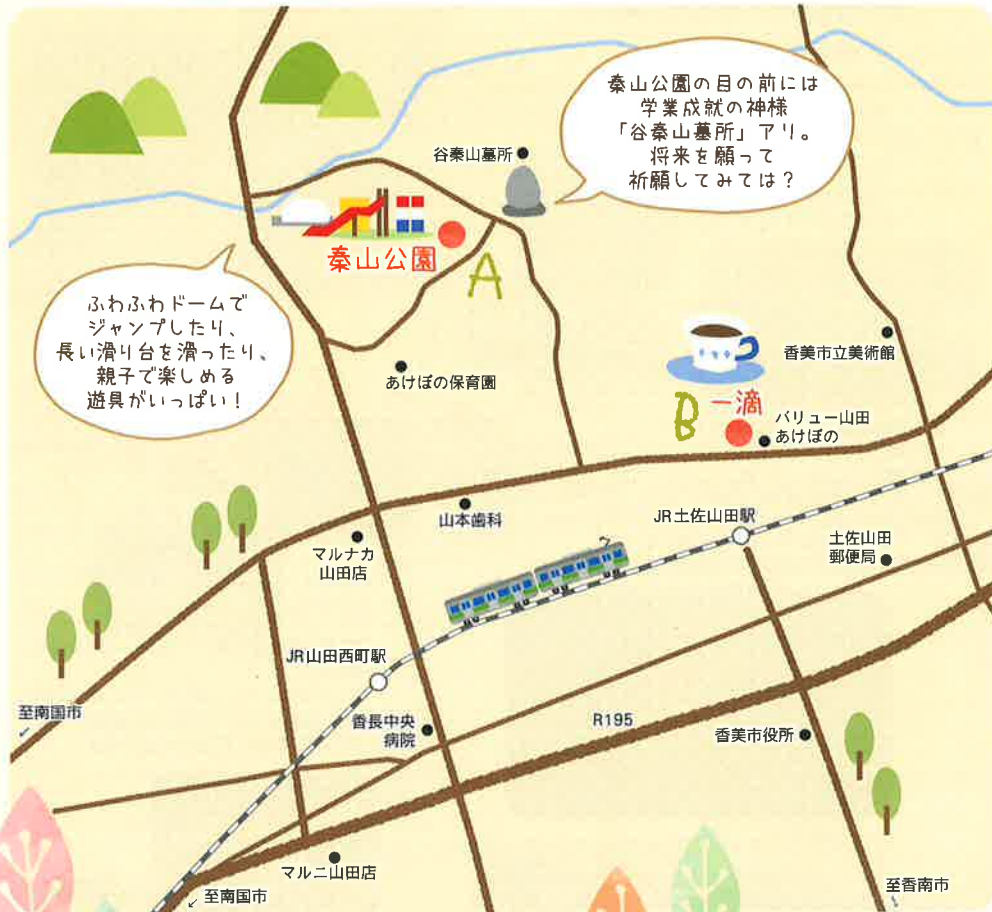 秦山公園の目の前には
学業成就の神様
「谷秦山墓所」アリ。
将来を願って
祈願してみては？
谷秦山墓所
秦山公園
A
ふわふわドームで
ジャンプしたり、
長い滑り台を滑ったり、
親子で楽しめる
遊具がいっぱい！
香美市立美術館
あけぼの保育園
B
一滴
バリュー山田
あけぼの
山本歯科
JR土佐山田駅
マルナカ
山田店
土佐山田
郵便局
JR山田西町駅
至南国市
香長中央
病院
R195
香美市役所
マルニ山田店
至南国市
至香南市